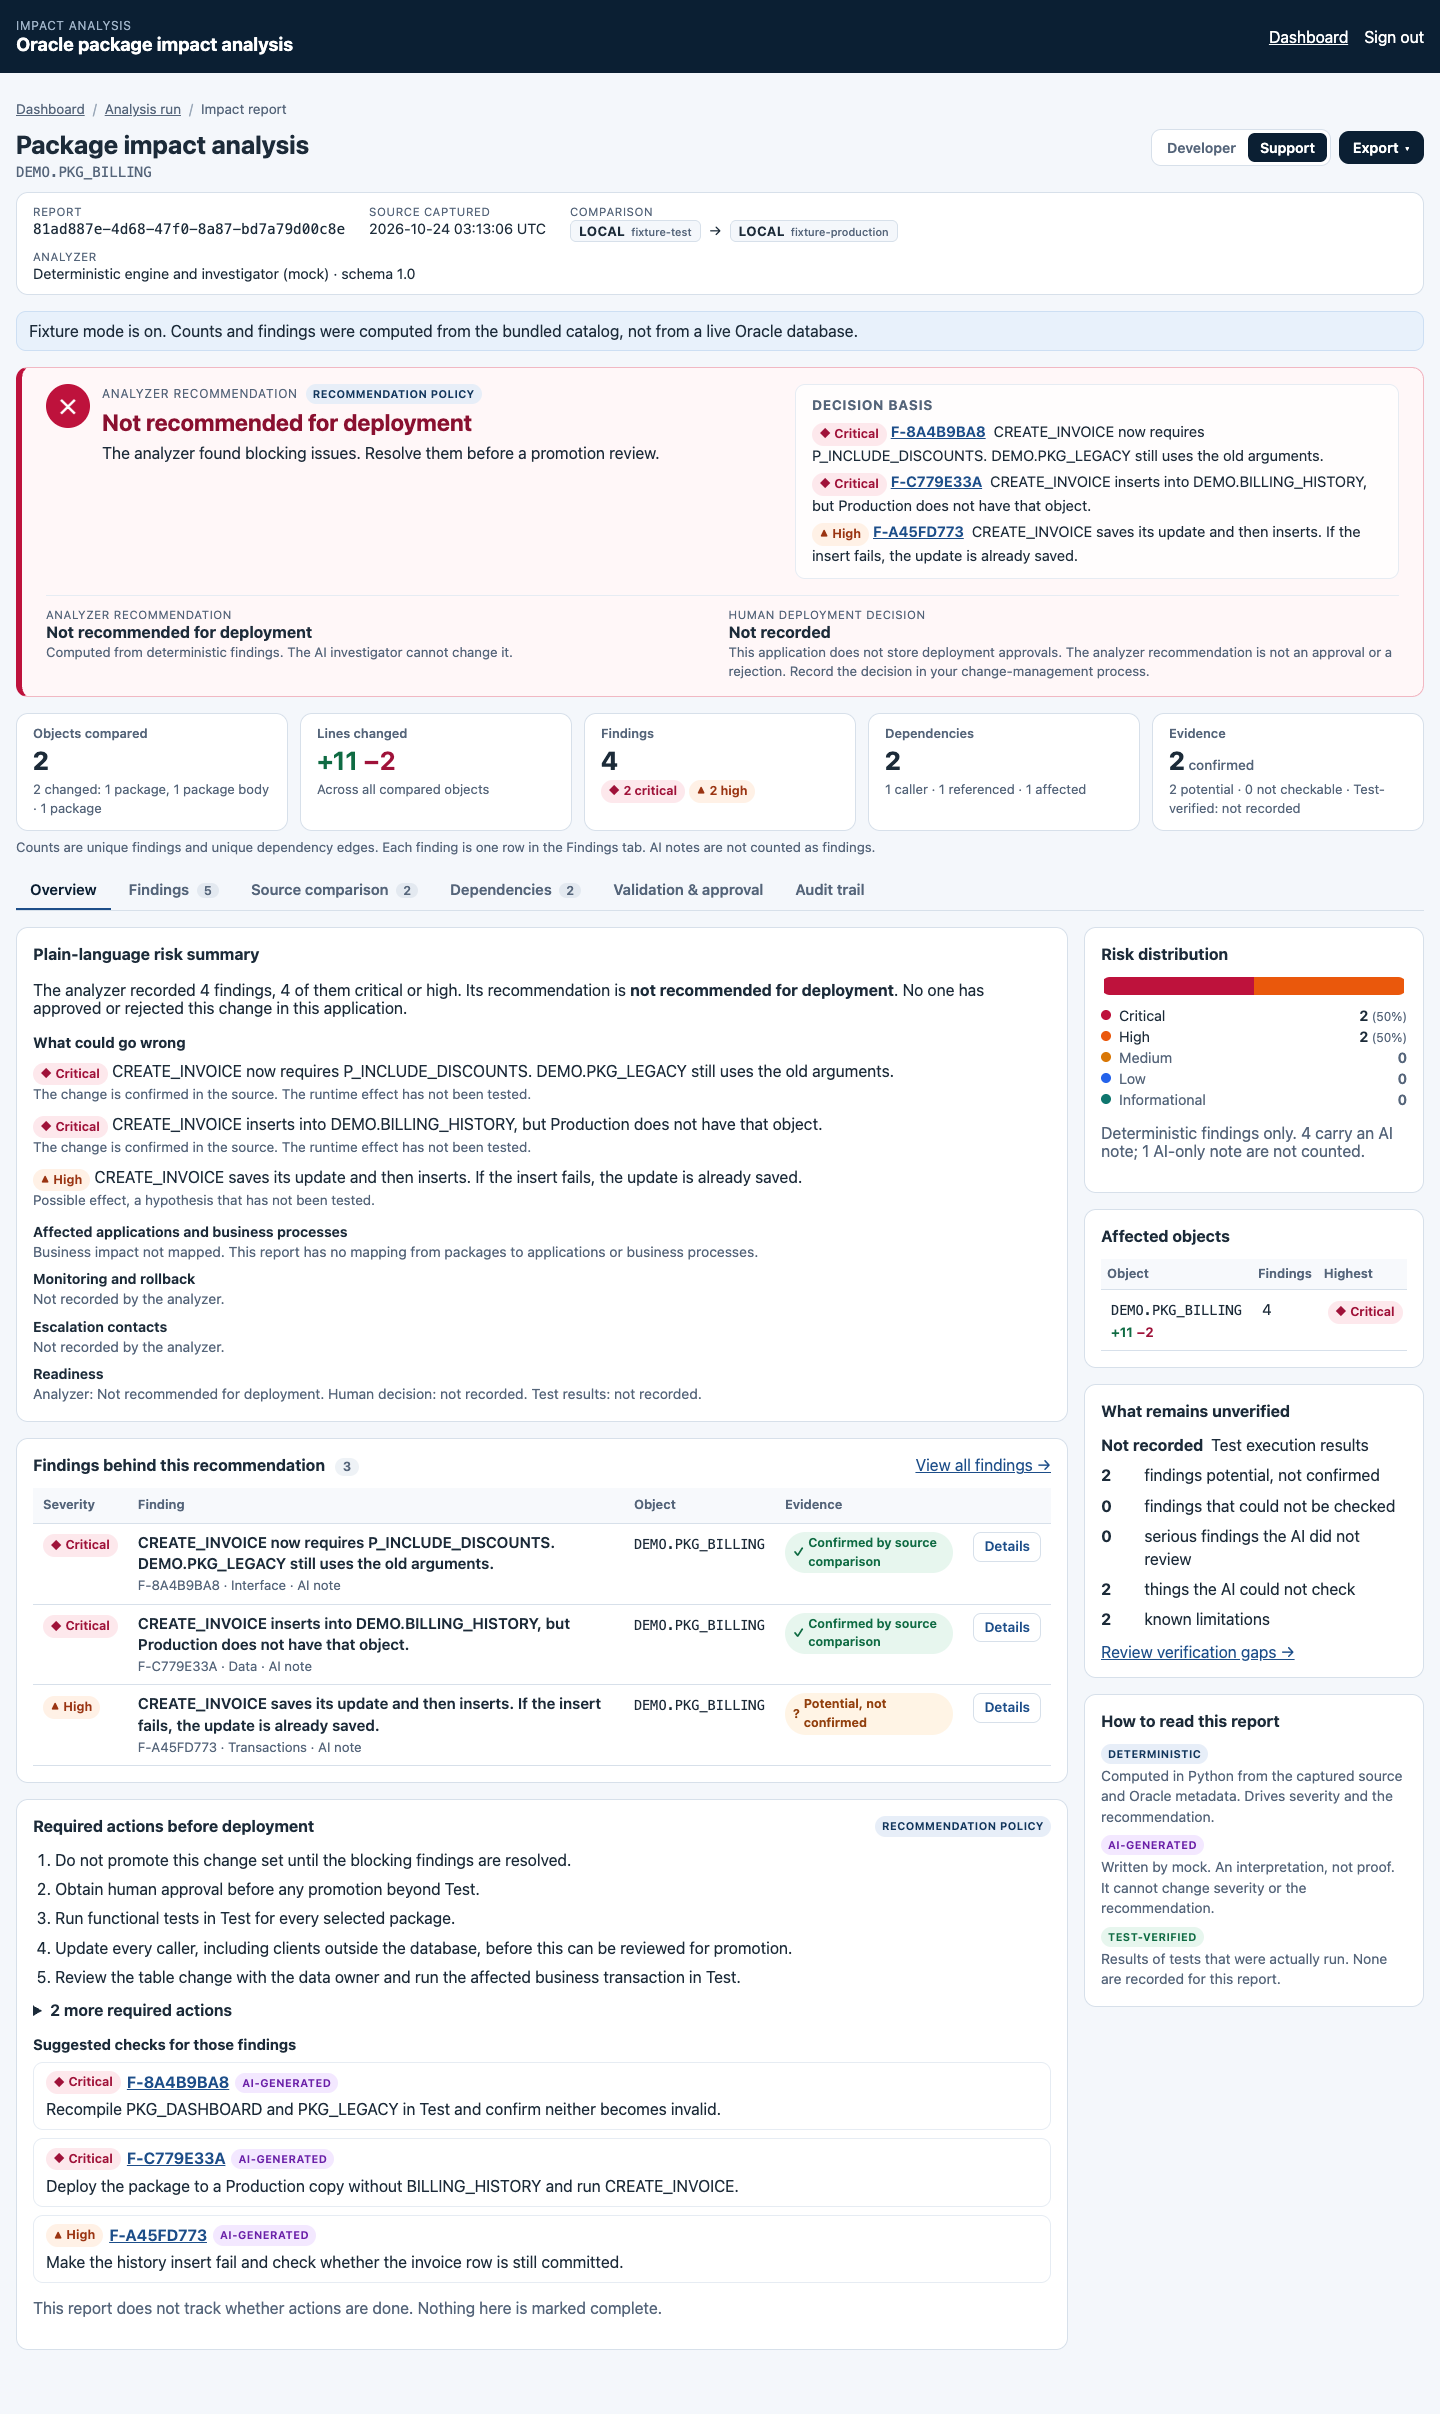 IMPACT ANALYSIS
Oracle package impact analysis
Dashboard Sign out
Dashboard / Analysis run / Impact report
Package impact analysis
DEMO.PKG_BILLING
Developer Support Export
REPORT
81ad887e-4d68-47f0-8a87-bd7a79d00c8e
SOURCE CAPTURED
2026-10-24 03:13:06 UTC
COMPARISON
LOCAL fixture-test → LOCAL fixture-production
ANALYZER
Deterministic engine and investigator (mock) · schema 1.0
Fixture mode is on. Counts and findings were computed from the bundled catalog, not from a live Oracle database.
ANALYZER RECOMMENDATION RECOMMENDATION POLICY
Not recommended for deployment
The analyzer found blocking issues. Resolve them before a promotion review.
DECISION BASIS
Critical F-8A4B9BA8 CREATE_INVOICE now requires
P_INCLUDE_DISCOUNTS. DEMO.PKG_LEGACY still uses the old arguments.
Critical F-C779E33A CREATE_INVOICE inserts into DEMO.BILLING_HISTORY,
but Production does not have that object.
High F-A45FD773 CREATE_INVOICE saves its update and then inserts. If the
insert fails, the update is already saved.
ANALYZER RECOMMENDATION
Not recommended for deployment
Computed from deterministic findings. The AI investigator cannot change it.
HUMAN DEPLOYMENT DECISION
Not recorded
This application does not store deployment approvals. The analyzer recommendation is not an approval or a
rejection. Record the decision in your change-management process.
Objects compared
2
2 changed: 1 package, 1 package body
· 1 package
Lines changed
+11 −2
Across all compared objects
Findings
4
2 critical 2 high
Dependencies
2
1 caller · 1 referenced · 1 affected
Evidence
2 confirmed
2 potential · 0 not checkable · Test-
verified: not recorded
Counts are unique findings and unique dependency edges. Each finding is one row in the Findings tab. AI notes are not counted as findings.
Overview Findings 5 Source comparison 2 Dependencies 2 Validation & approval Audit trail
Plain-language risk summary
The analyzer recorded 4 findings, 4 of them critical or high. Its recommendation is not recommended for deployment. No one has
approved or rejected this change in this application.
What could go wrong
Critical CREATE_INVOICE now requires P_INCLUDE_DISCOUNTS. DEMO.PKG_LEGACY still uses the old arguments.
The change is confirmed in the source. The runtime effect has not been tested.
Critical CREATE_INVOICE inserts into DEMO.BILLING_HISTORY, but Production does not have that object.
The change is confirmed in the source. The runtime effect has not been tested.
High CREATE_INVOICE saves its update and then inserts. If the insert fails, the update is already saved.
Possible effect, a hypothesis that has not been tested.
Affected applications and business processes
Business impact not mapped. This report has no mapping from packages to applications or business processes.
Monitoring and rollback
Not recorded by the analyzer.
Escalation contacts
Not recorded by the analyzer.
Readiness
Analyzer: Not recommended for deployment. Human decision: not recorded. Test results: not recorded.
Findings behind this recommendation 3
View all findings →
Severity Finding Object Evidence
Critical CREATE_INVOICE now requires P_INCLUDE_DISCOUNTS. DEMO.PKG_BILLING ✓ Confirmed by source Details
DEMO.PKG_LEGACY still uses the old arguments. comparison
F-8A4B9BA8 · Interface · AI note
Critical CREATE_INVOICE inserts into DEMO.BILLING_HISTORY, but DEMO.PKG_BILLING ✓ Confirmed by source Details
Production does not have that object. comparison
F-C779E33A · Data · AI note
High CREATE_INVOICE saves its update and then inserts. If the insert DEMO.PKG_BILLING ? Potential, not Details
fails, the update is already saved. confirmed
F-A45FD773 · Transactions · AI note
Required actions before deployment RECOMMENDATION POLICY
1. Do not promote this change set until the blocking findings are resolved.
2. Obtain human approval before any promotion beyond Test.
3. Run functional tests in Test for every selected package.
4. Update every caller, including clients outside the database, before this can be reviewed for promotion.
5. Review the table change with the data owner and run the affected business transaction in Test.
2 more required actions
Suggested checks for those findings
Critical F-8A4B9BA8 AI-GENERATED
Recompile PKG_DASHBOARD and PKG_LEGACY in Test and confirm neither becomes invalid.
Critical F-C779E33A AI-GENERATED
Deploy the package to a Production copy without BILLING_HISTORY and run CREATE_INVOICE.
High F-A45FD773 AI-GENERATED
Make the history insert fail and check whether the invoice row is still committed.
This report does not track whether actions are done. Nothing here is marked complete.
Risk distribution
Critical 2 (50%)
High 2 (50%)
Medium 0
Low 0
Informational 0
Deterministic findings only. 4 carry an AI
note; 1 AI-only note are not counted.
Affected objects
Object Findings Highest
DEMO.PKG_BILLING 4 Critical
+11 −2
What remains unverified
Not recorded Test execution results
2 findings potential, not confirmed
0 findings that could not be checked
0 serious findings the AI did not
review
2 things the AI could not check
2 known limitations
Review verification gaps →
How to read this report
DETERMINISTIC
Computed in Python from the captured source
and Oracle metadata. Drives severity and the
recommendation.
AI-GENERATED
Written by mock. An interpretation, not proof.
It cannot change severity or the
recommendation.
TEST-VERIFIED
Results of tests that were actually run. None
are recorded for this report.